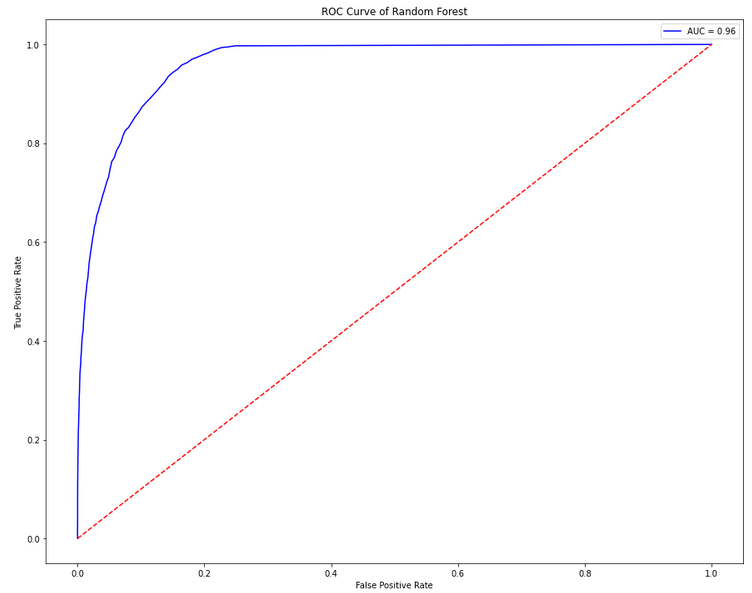 ROC Curve of Random Forest
AUC = 0.96
True Positive Rate
1.0
0.8
0.6
0.4
0.2
0.0
0.0 0.2 0.4 0.6 0.8 1.0
False Positive Rate